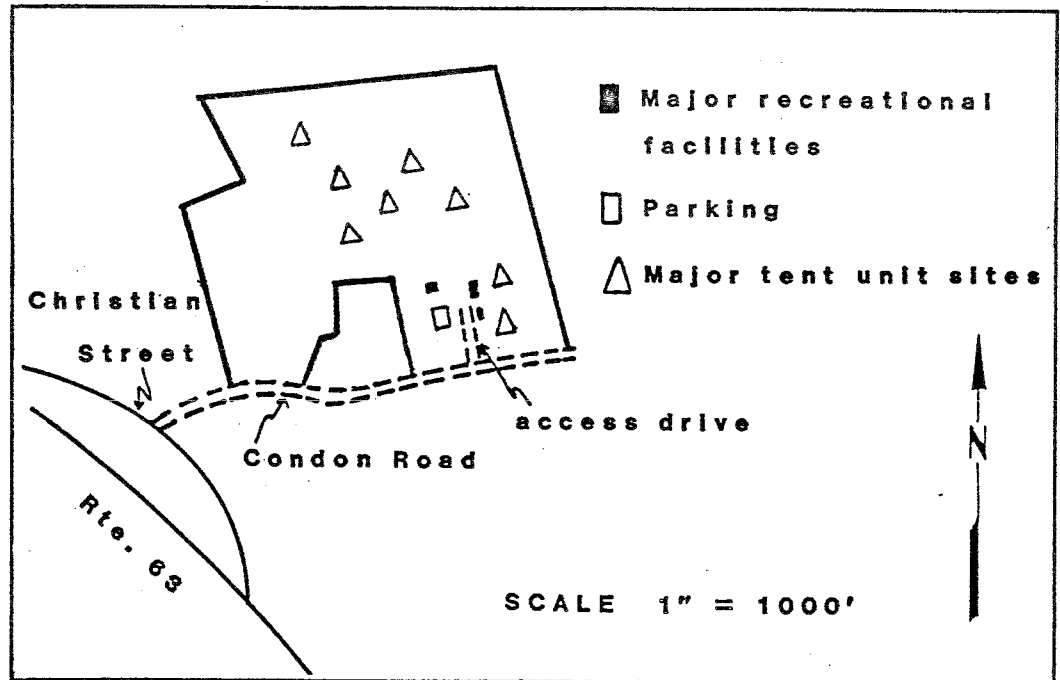 Major recreational
facilities
Parking
Major tent unit sites
Christian
Street
access drive
Condon Road
N
Rte. 63
SCALE 1" = 1000'